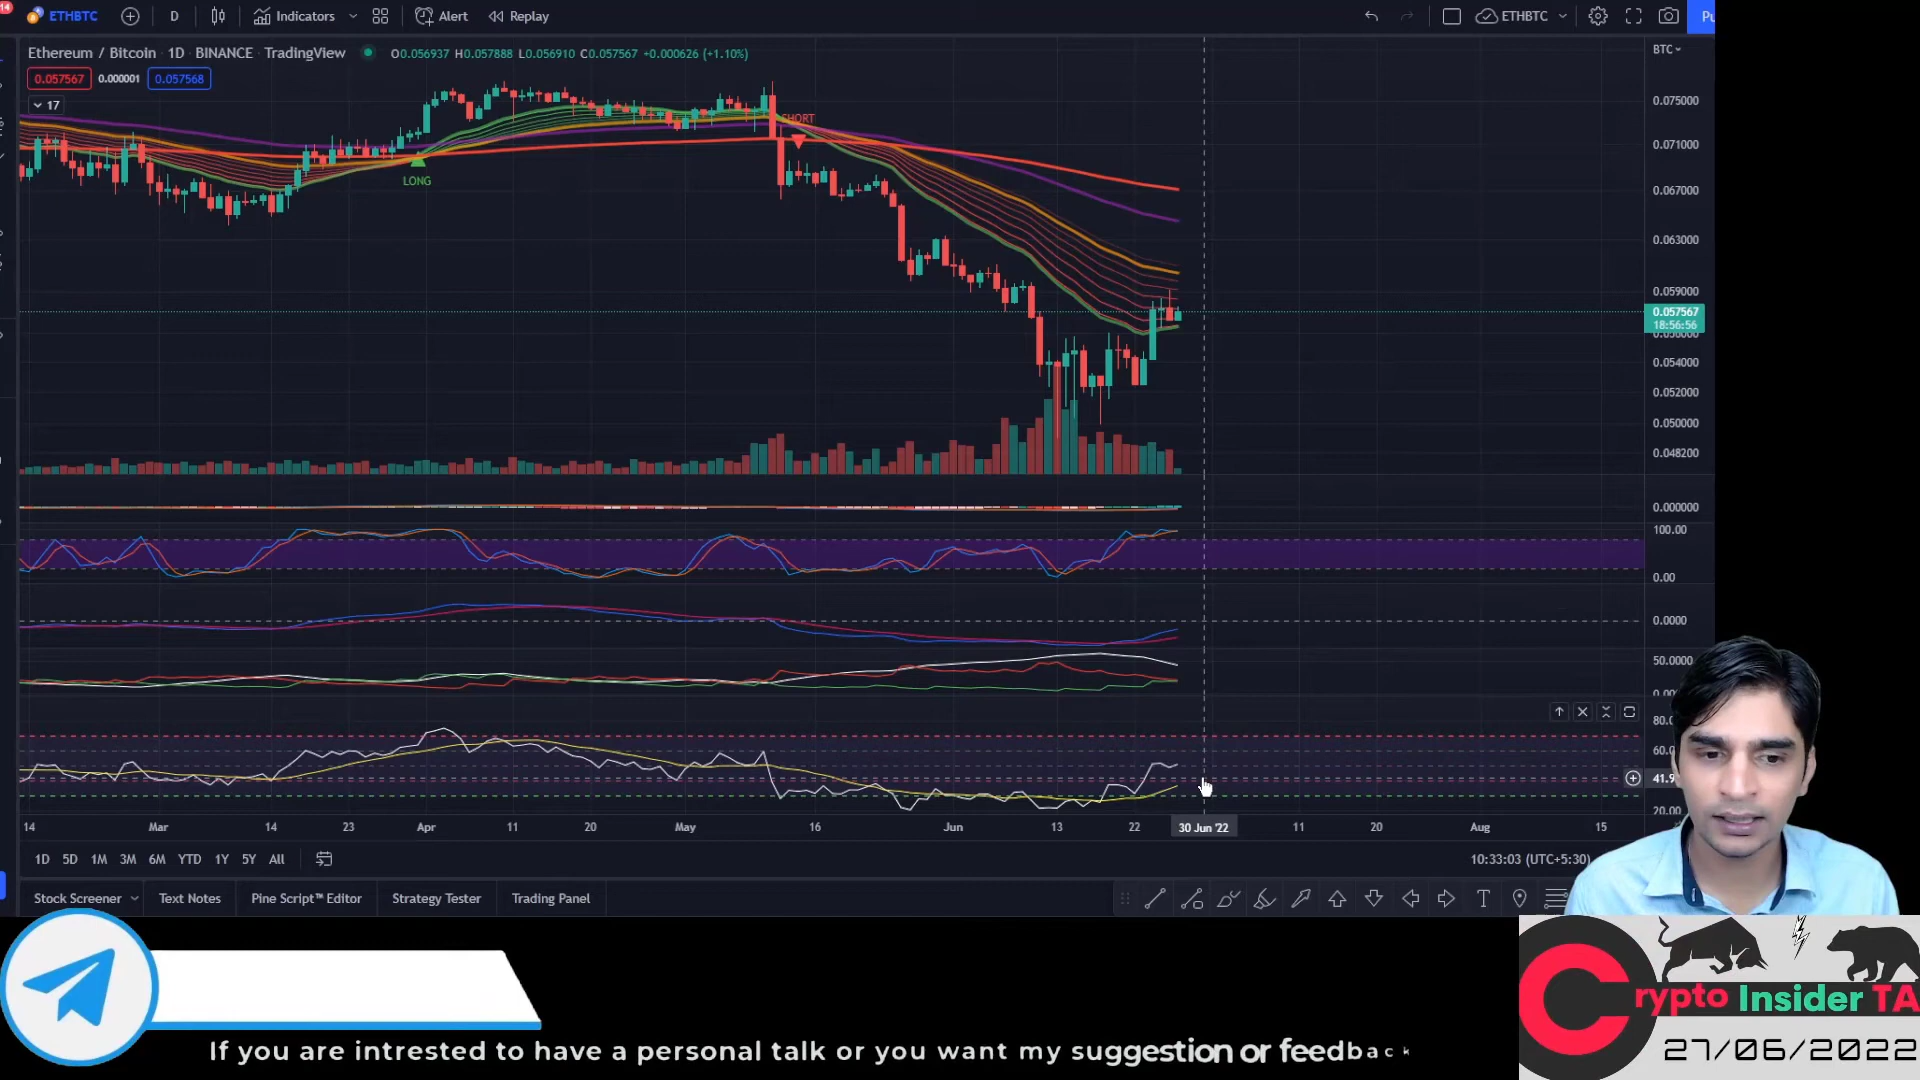 14
ETHBTC
D
Indicators
Alert
Replay
ETHBTC
Pu
Ethereum / Bitcoin · 1D · BINANCE · TradingView
O0.056937 H0.057888 L0.056910 C0.057567 +0.000626 (+1.10%)
BTC
0.057567
0.000001
0.057568
17
0.075000
SHORT
0.071000
LONG
0.067000
0.063000
0.059000
0.057567
18:56:56
0.054000
0.052000
0.050000
0.048200
0.000000
100.00
0.00
0.0000
50.0000
80.0
60.0
41.9
20.00
14
Mar
14
23
Apr
11
20
May
16
Jun
13
22
30 Jun '22
11
20
Aug
15
1D 5D 1M 3M 6M YTD 1Y 5Y All
10:33:03 (UTC+5:30)
Stock Screener
Text Notes
Pine Script™ Editor
Strategy Tester
Trading Panel
T
Crypto Insider TA
27/06/2022
If you are intrested to have a personal talk or you want my suggestion or feedback